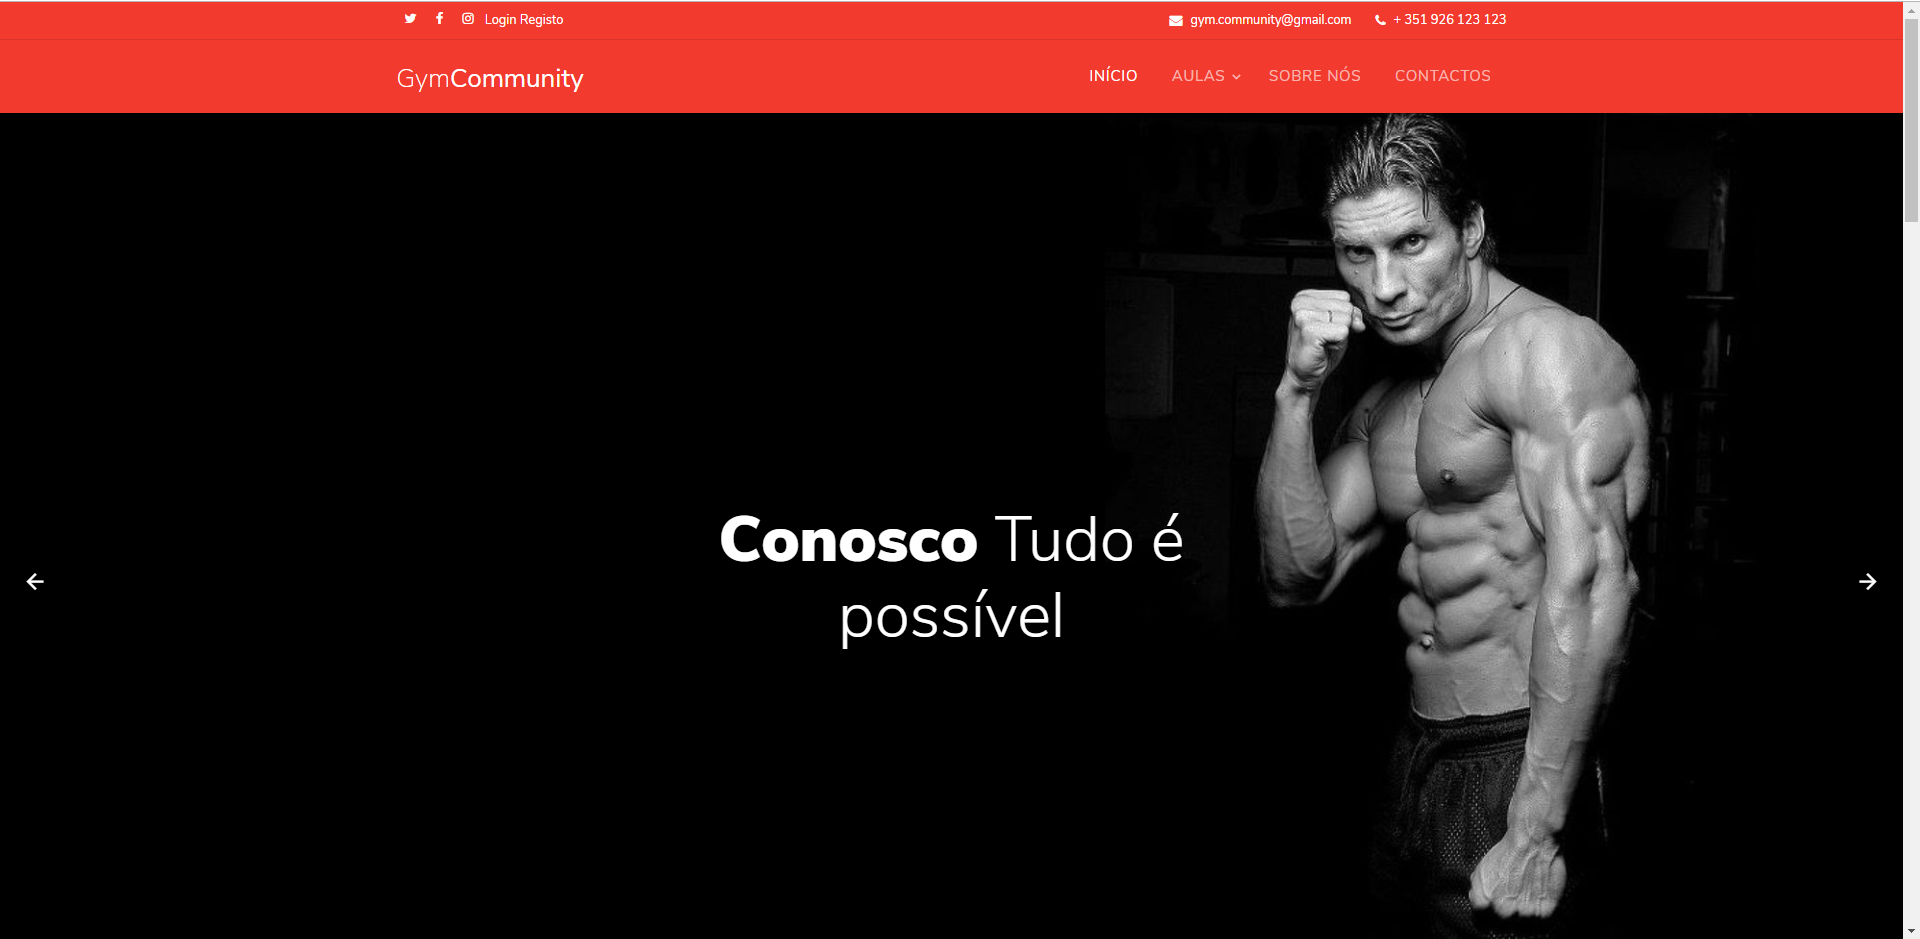 Login Registo
gym.community@gmail.com
+ 351 926 123 123
GymCommunity
INÍCIO
AULAS
SOBRE NÓS
CONTACTOS
Conosco Tudo é
possível